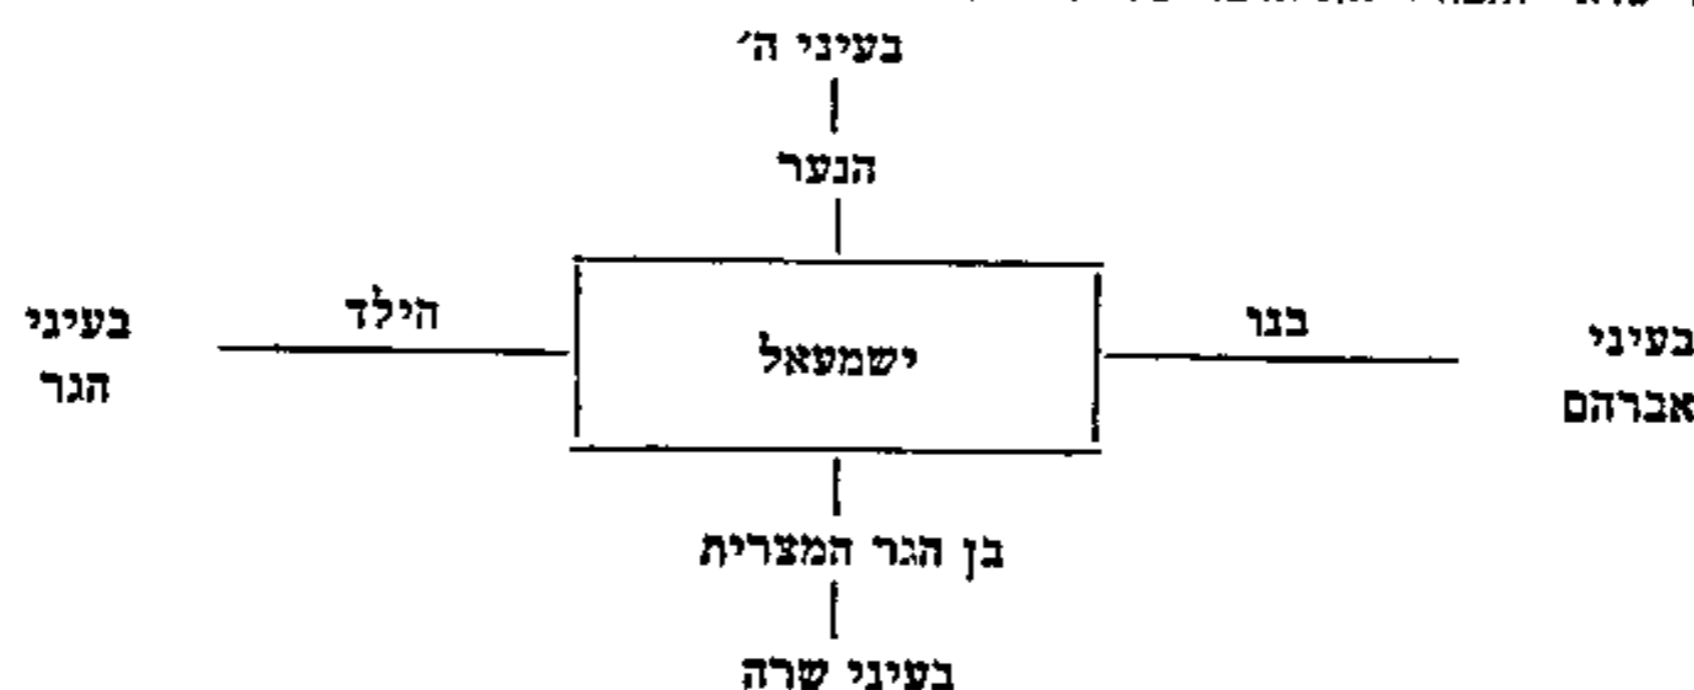 בעיני ה׳
הנער
בעיני
אברהם
בנו
ישמעאל
הילד
בעיני
הגר
בן הגר המצרית
בעיני שרה